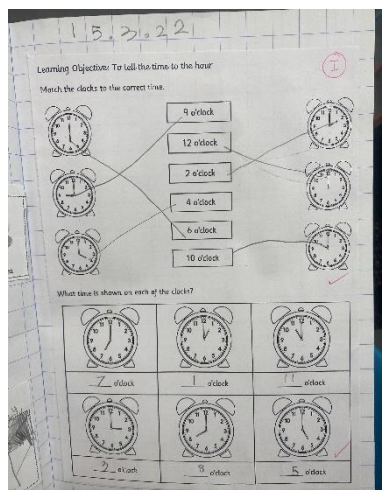 15.3.22
Learning Objective: To tell the time to the hour
I
Match the clocks to the correct time.
9 o'clock
12 o'clock
2 o'clock
4 o'clock
6 o'clock
10 o'clock
What time is shown on each of the clocks?
7 o'clock 1 o'clock 11 o'clock
3 o'clock 8 o'clock 5 o'clock